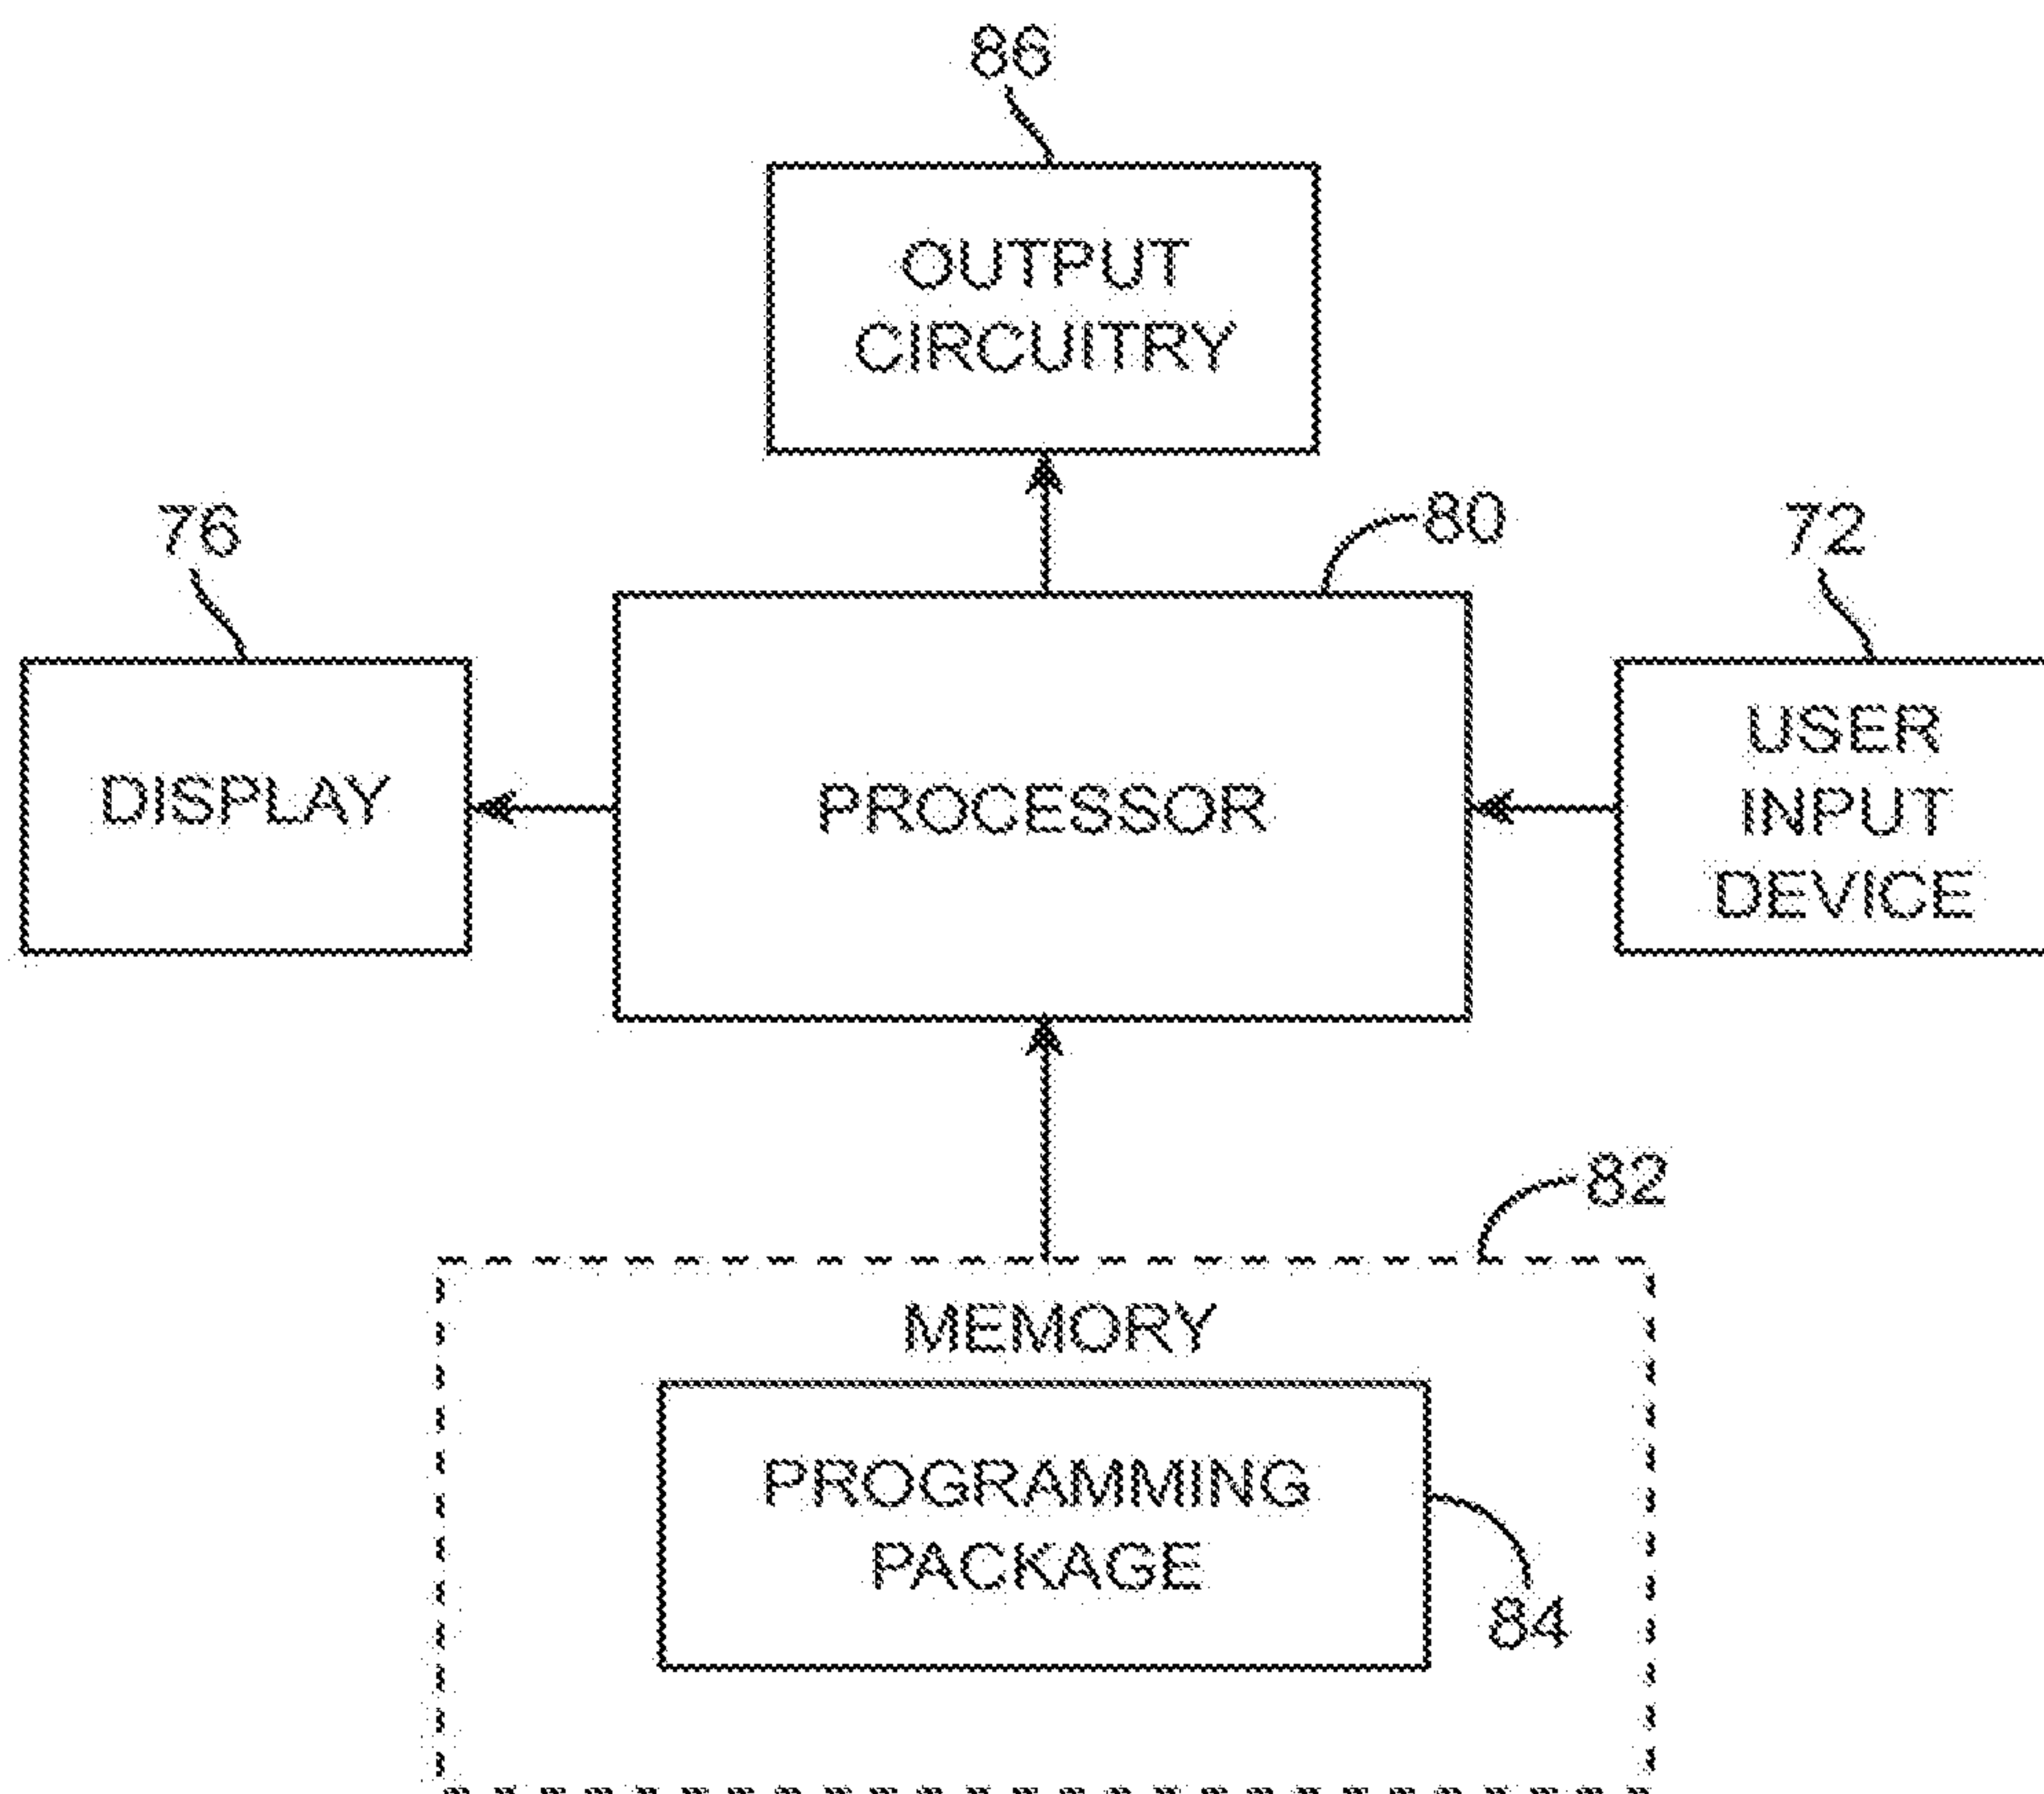 86
OUTPUT
CIRCUITRY
76
80
72
DISPLAY
PROCESSOR
USER
INPUT
DEVICE
82
MEMORY
PROGRAMMING
PACKAGE
84